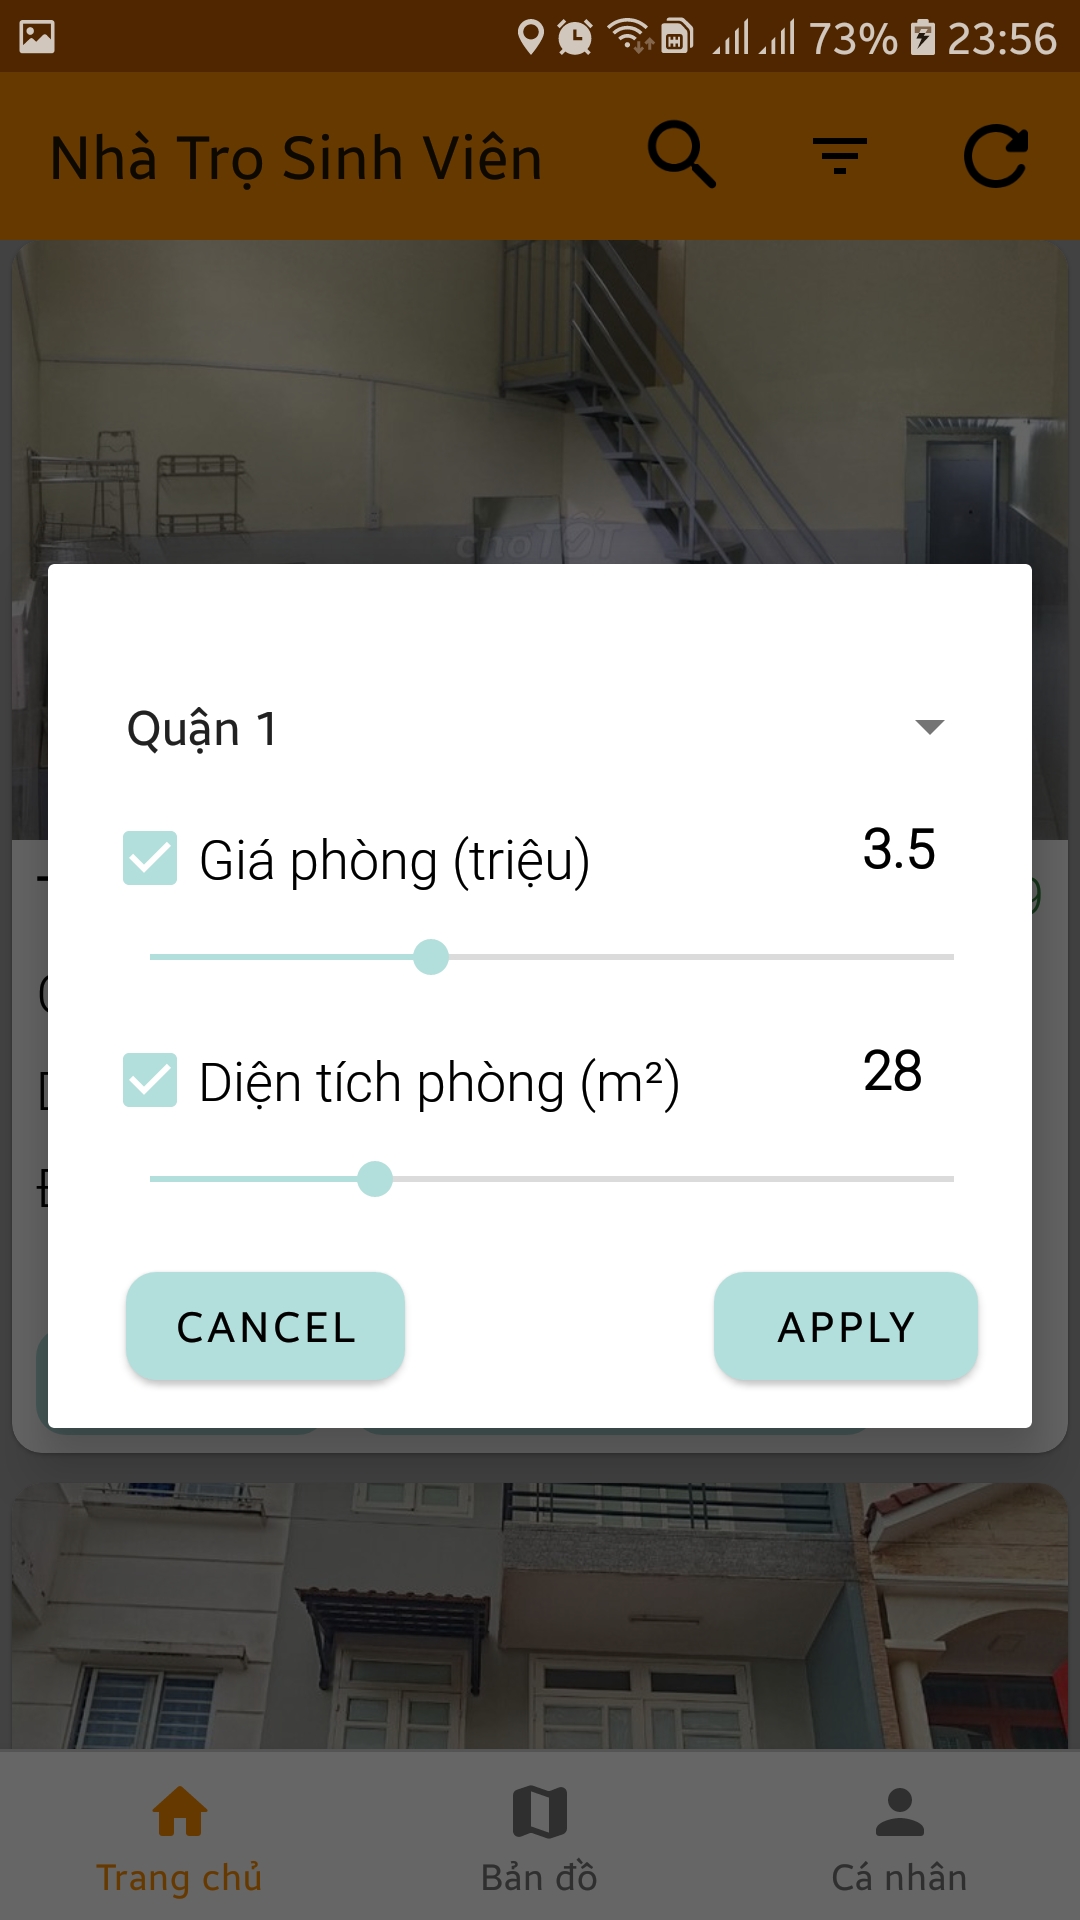 73% 23:56
Nhà Trọ Sinh Viên
choTỐT
Quận 1
Giá phòng (triệu) 3.5
Diện tích phòng (m²) 28
CANCEL APPLY
Trang chủ Bản đồ Cá nhân